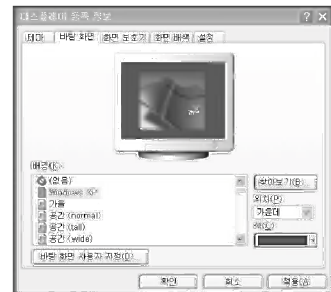 디스플레이 등록 정보
테마 바탕 화면 화면 보호기 화면 배색 설정
배경(K):
(없음)
Windows XP
가을
공간 (normal)
공간 (tall)
공간 (wide)
찾아보기(B)...
위치(P)
가운데
색(C)
바탕 화면 사용자 지정(D)...
확인 취소 적용(A)